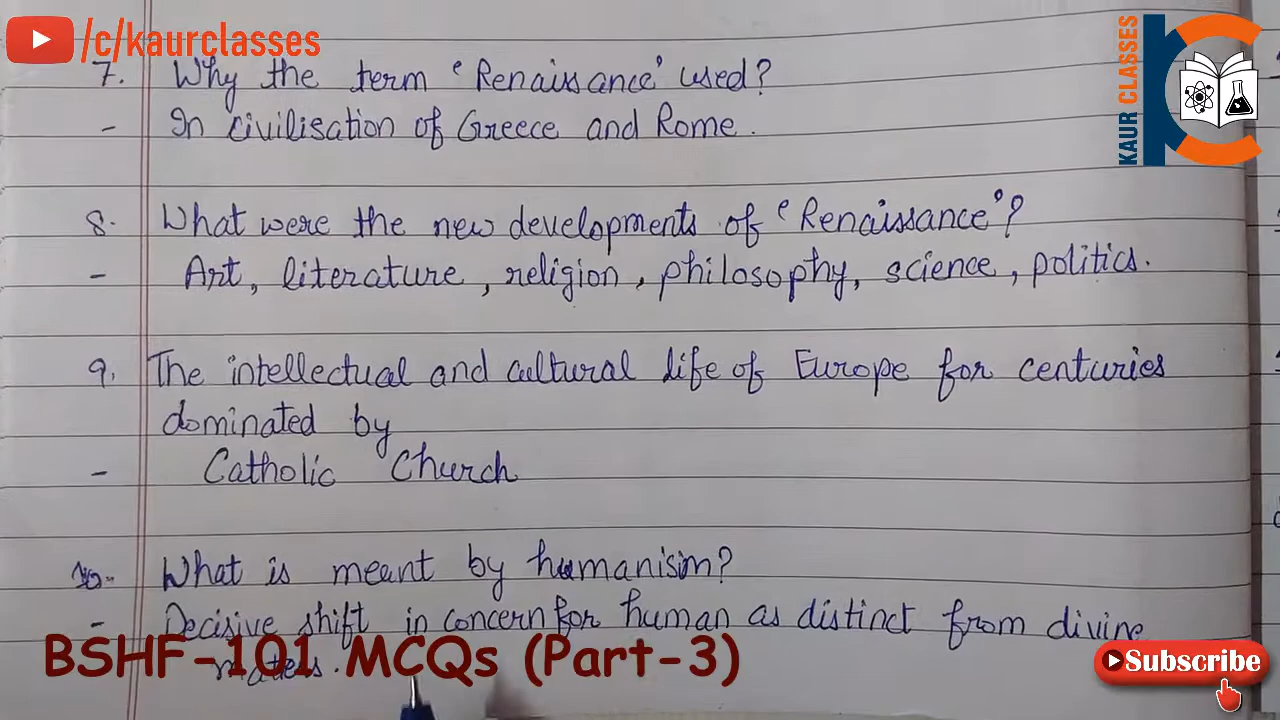 /c/kaurclasses
KAUR CLASSES
7. Why the term 'Renaissance' used?
- In civilisation of Greece and Rome.
8. What were the new developments of 'Renaissance'?
- Art, literature, religion, philosophy, science, politics.
9. The intellectual and cultural life of Europe for centuries
dominated by
- Catholic Church
10. What is meant by humanism?
- Decisive shift in concern for human as distinct from divine
matters.
BSHF-101 MCQs (Part-3)
Subscribe